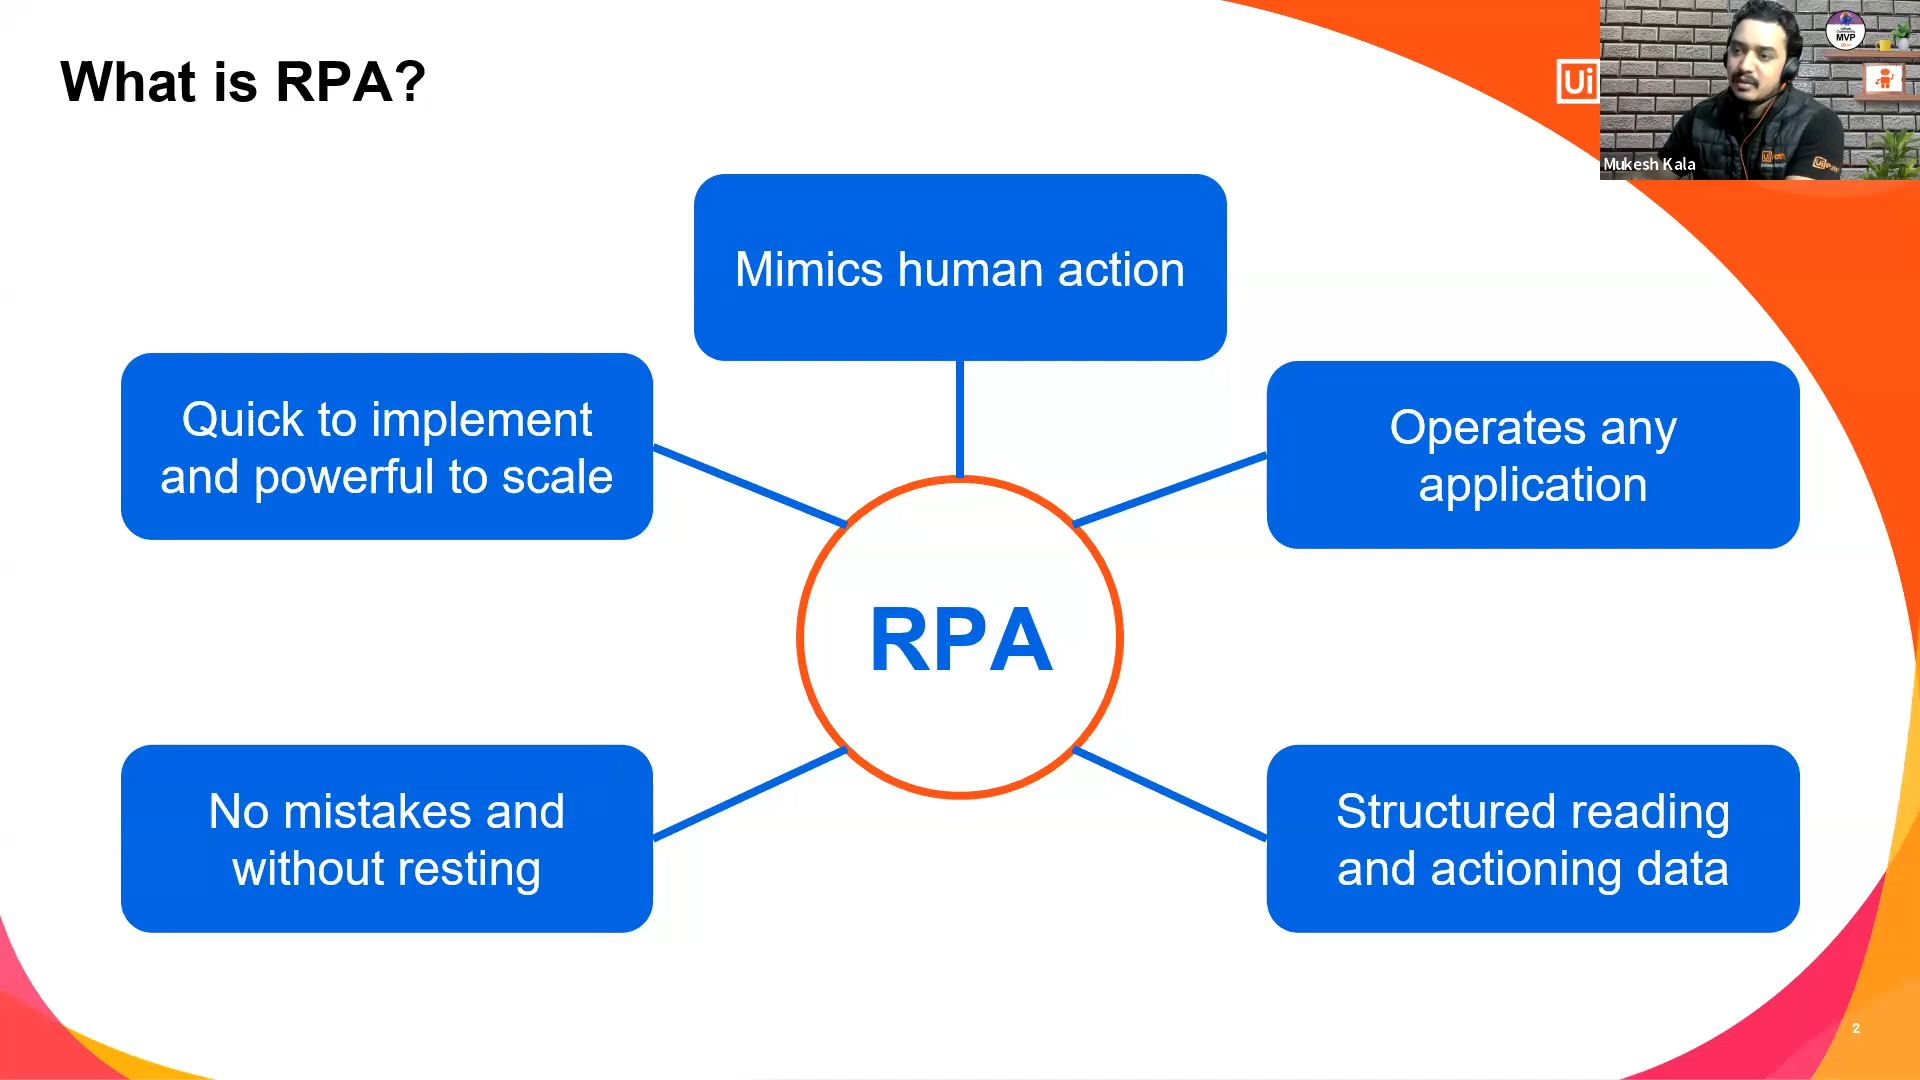 What is RPA?
Ui
MVP
Mukesh Kala
Mimics human action
Quick to implement
and powerful to scale
Operates any
application
RPA
No mistakes and
without resting
Structured reading
and actioning data
2